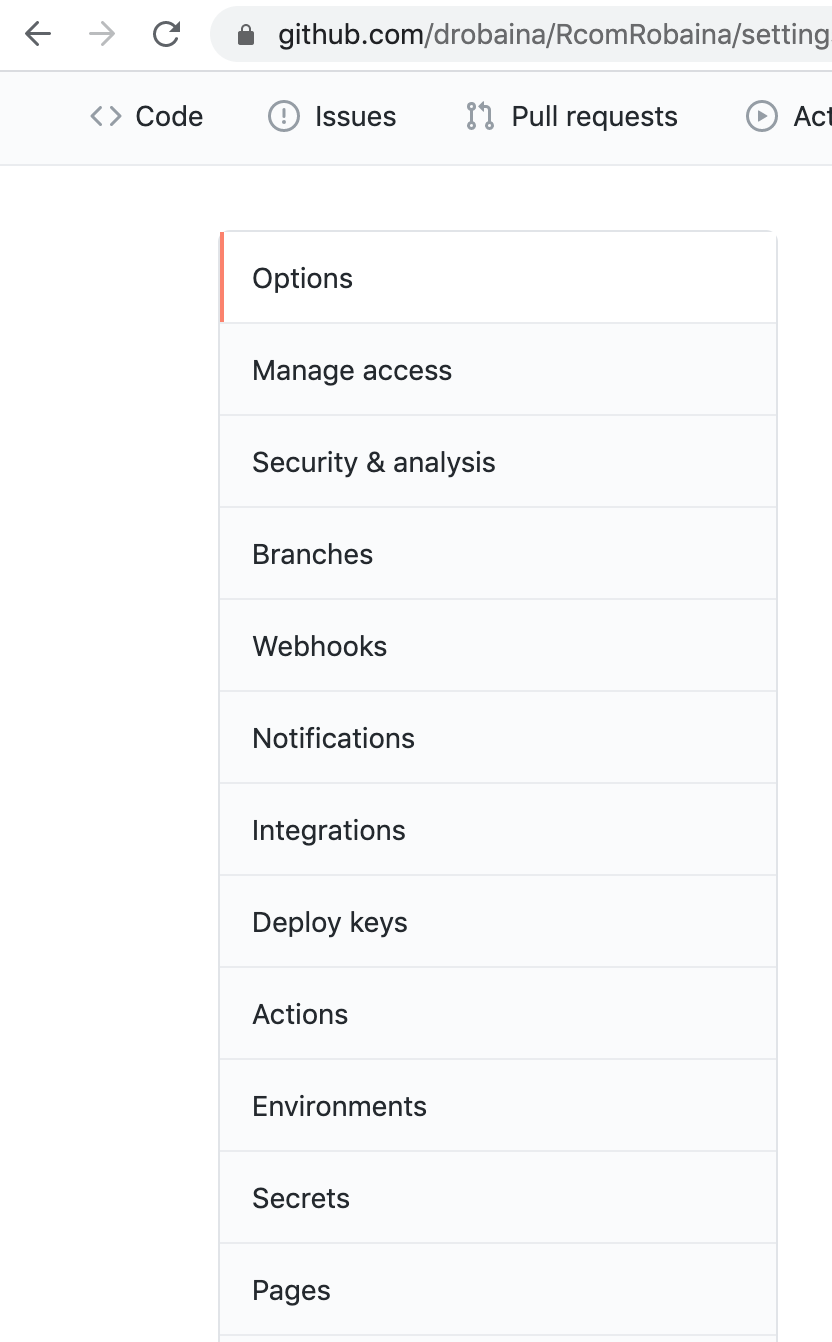 github.com/drobaina/RcomRobaina/setting
Code Issues Pull requests Act
Options
Manage access
Security & analysis
Branches
Webhooks
Notifications
Integrations
Deploy keys
Actions
Environments
Secrets
Pages